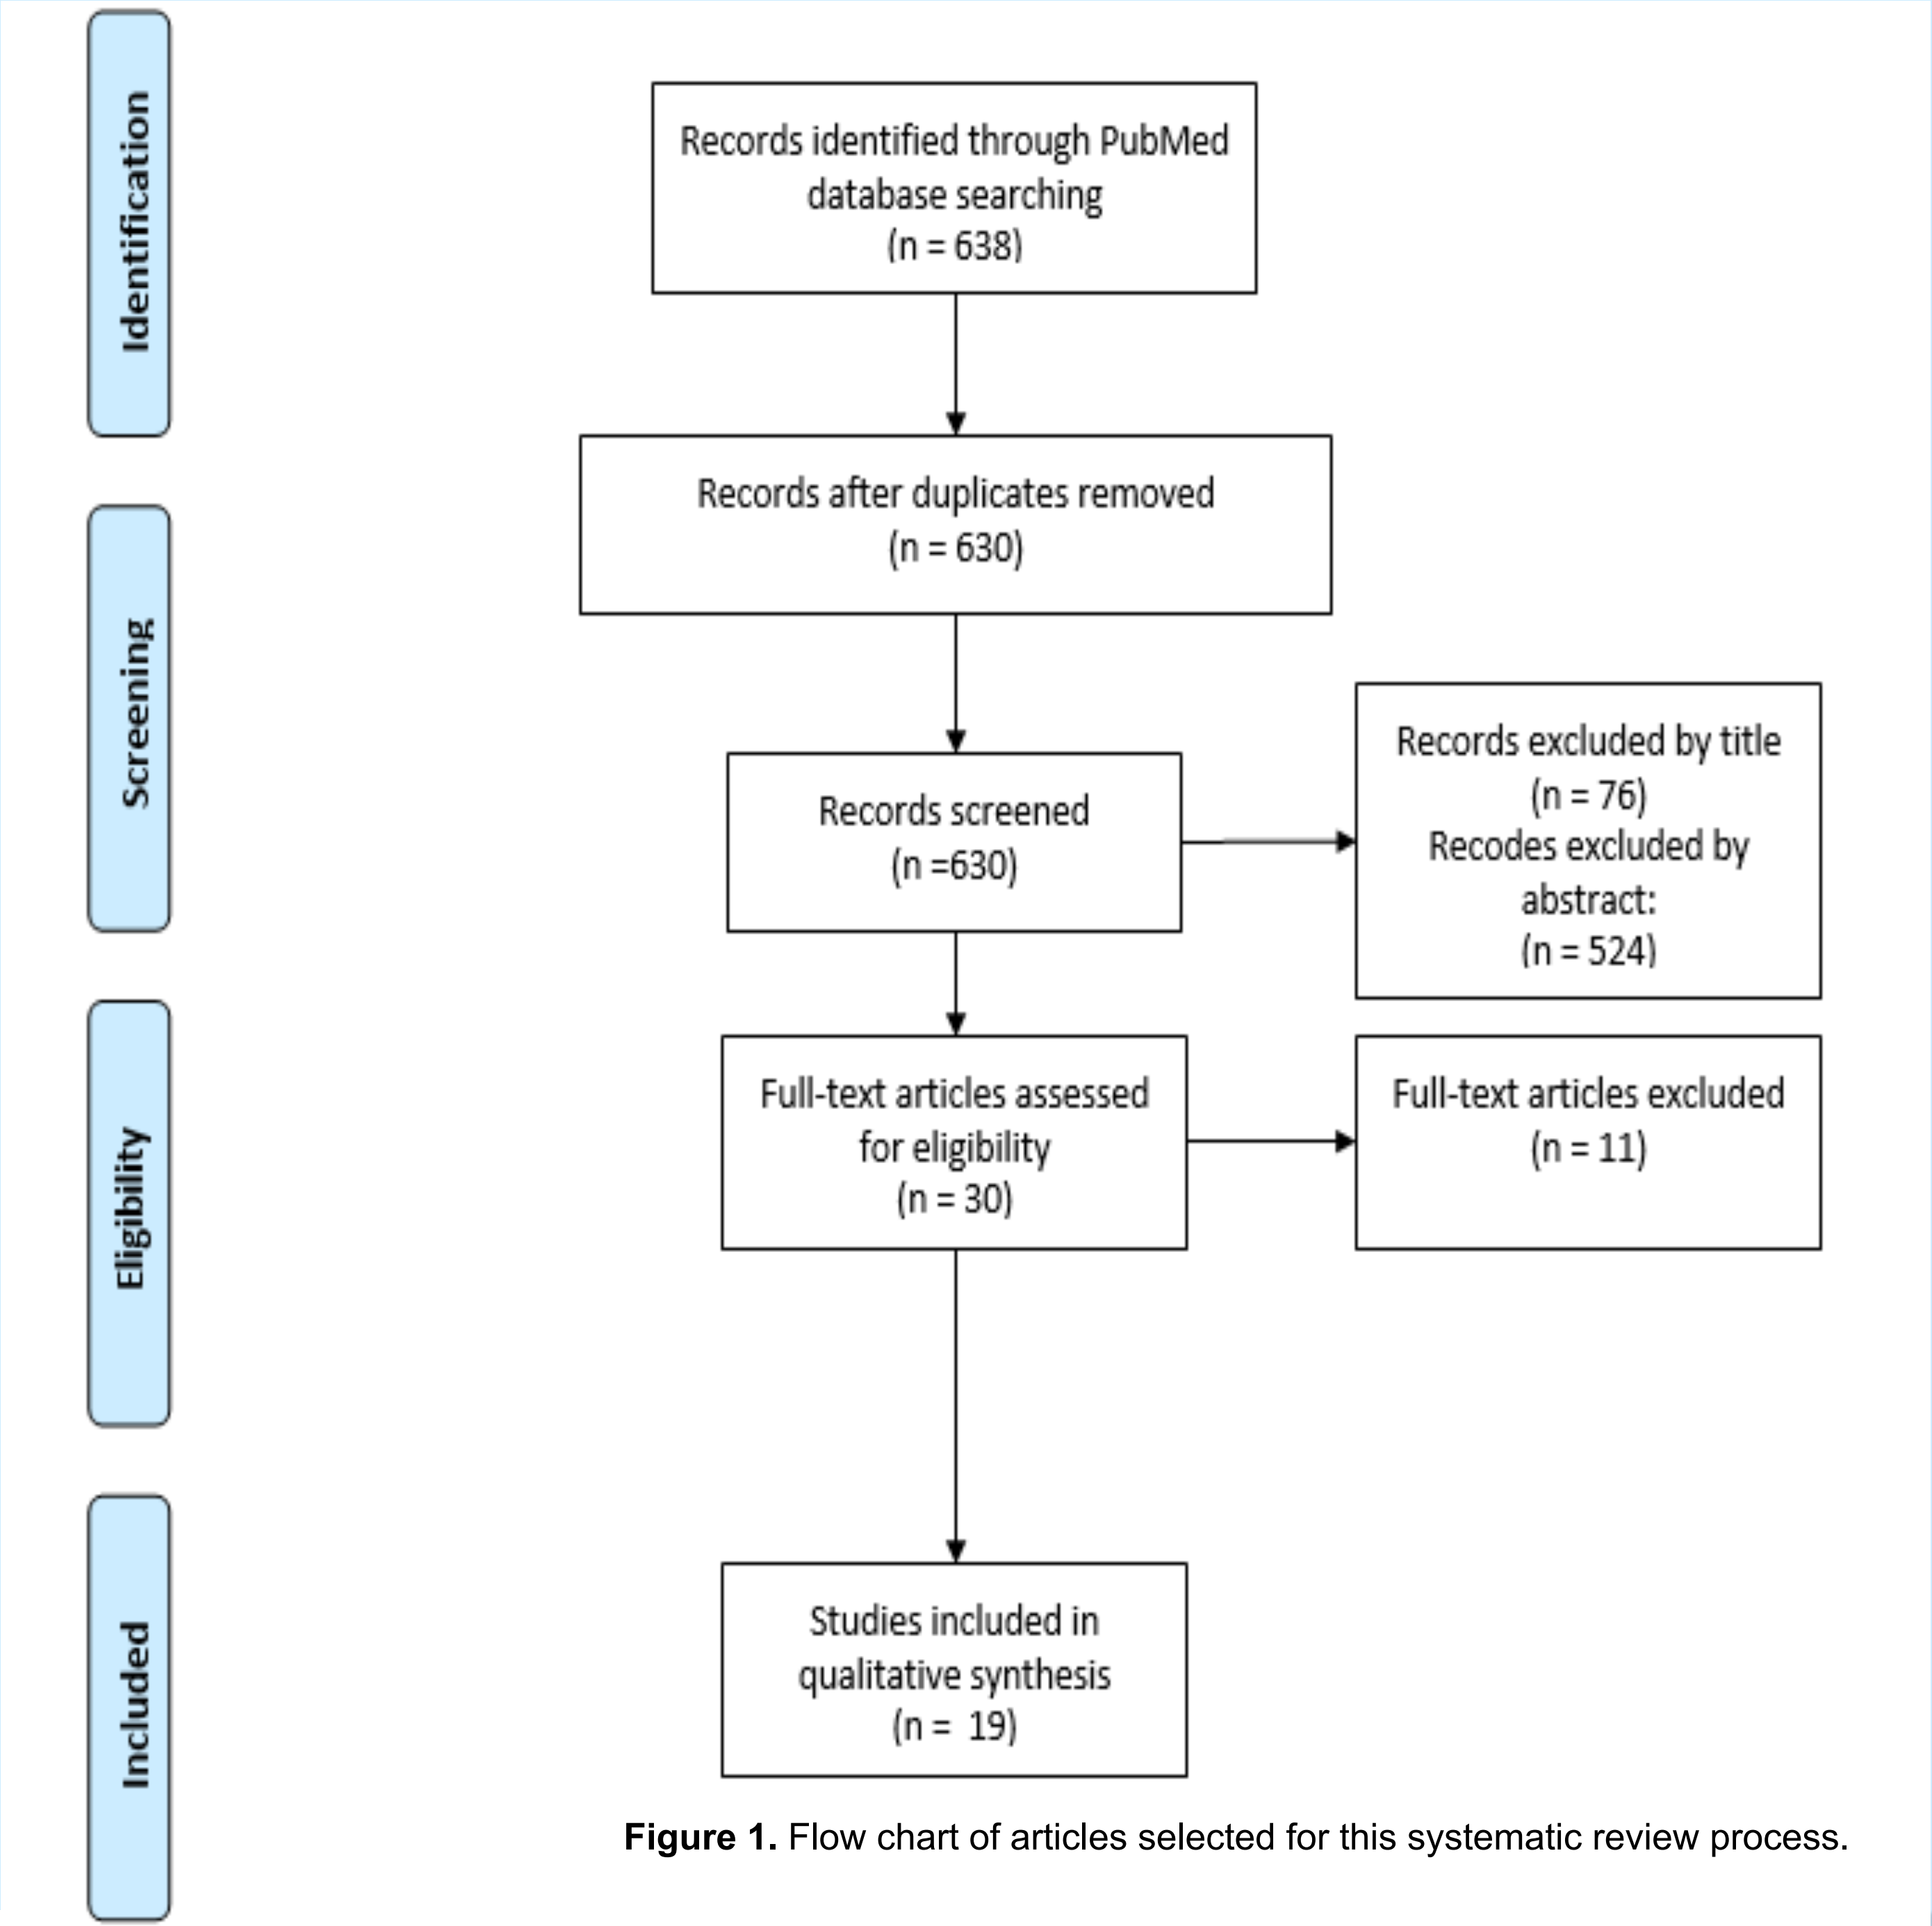 Identification
Records identified through PubMed
database searching
(n = 638)
Records after duplicates removed
(n = 630)
Screening
Records screened
(n =630)
Records excluded by title
(n = 76)
Recodes excluded by
abstract:
(n = 524)
Eligibility
Full-text articles assessed
for eligibility
(n = 30)
Full-text articles excluded
(n = 11)
Included
Studies included in
qualitative synthesis
(n =  19)
Figure 1. Flow chart of articles selected for this systematic review process.